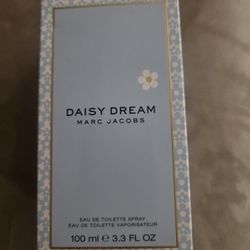 DAISY DREAM
MARC JACOBS
EAU DE TOILETTE SPRAY
EAU DE TOILETTE VAPORISATEUR
100 ml ℮ 3.3 FL OZ